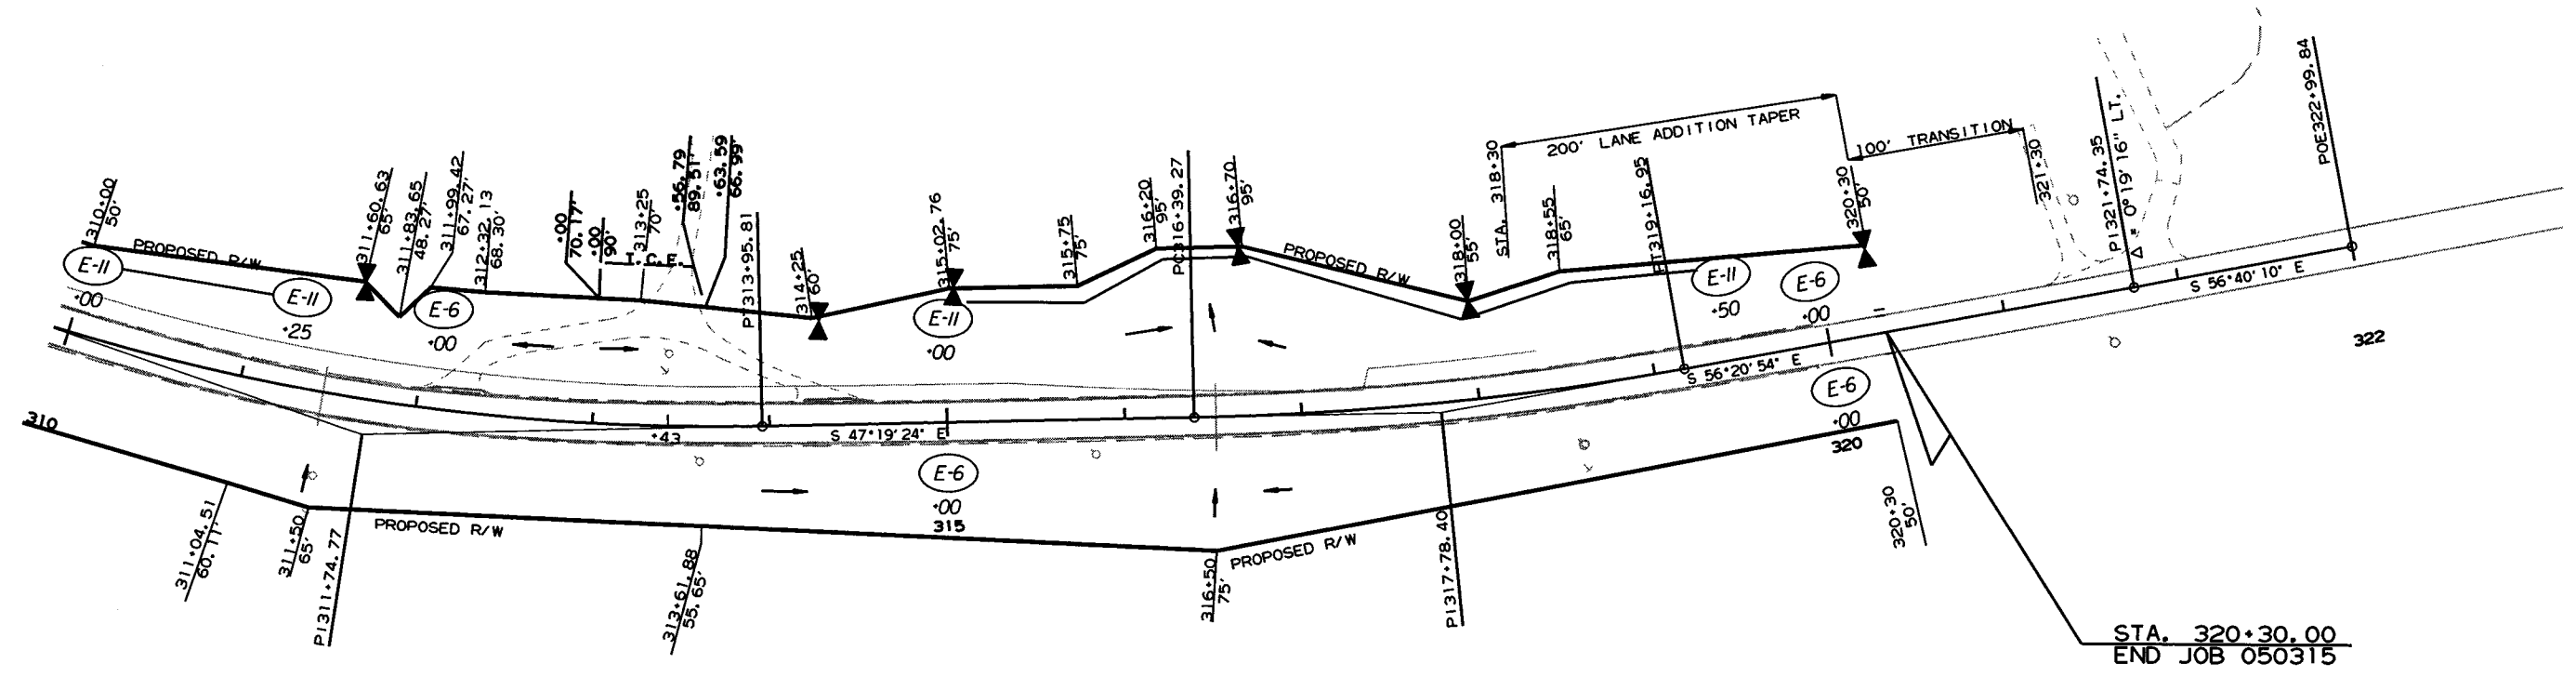 310+00
50'
PROPOSED R/W
E-11
+00
E-11
+25
311+60.63
65'
311+83.65
48.27'
311+99.42
67.27'
312+32.13
68.30'
E-6
+00
+00
70.17'
+00
90'
T.C.E.
313+25
70'
+56.79
89.51'
+63.59
66.99'
PT313+95.81
314+25
60'
315+02.76
75'
E-11
+00
315+75
75'
316+20
95'
PC316+39.27
316+70
95'
PROPOSED R/W
318+00
55'
STA. 318+30
318+55
65'
200' LANE ADDITION TAPER
PT319+16.95
E-11
+50
E-6
+00
320+30
50'
100' TRANSITION
321+30
PI321+74.35
Δ = 0°19'16" LT.
POE322+99.84
S 56°40'10" E
322
S 56°20'54" E
E-6
+00
320
310
+43
S 47°19'24" E
E-6
+00
315
311+04.51
60.11'
311+50
65'
PI311+74.77
PROPOSED R/W
313+61.88
55.65'
316+50
75'
PROPOSED R/W
PI317+78.40
320+30
50'
STA. 320+30.00
END JOB 050315